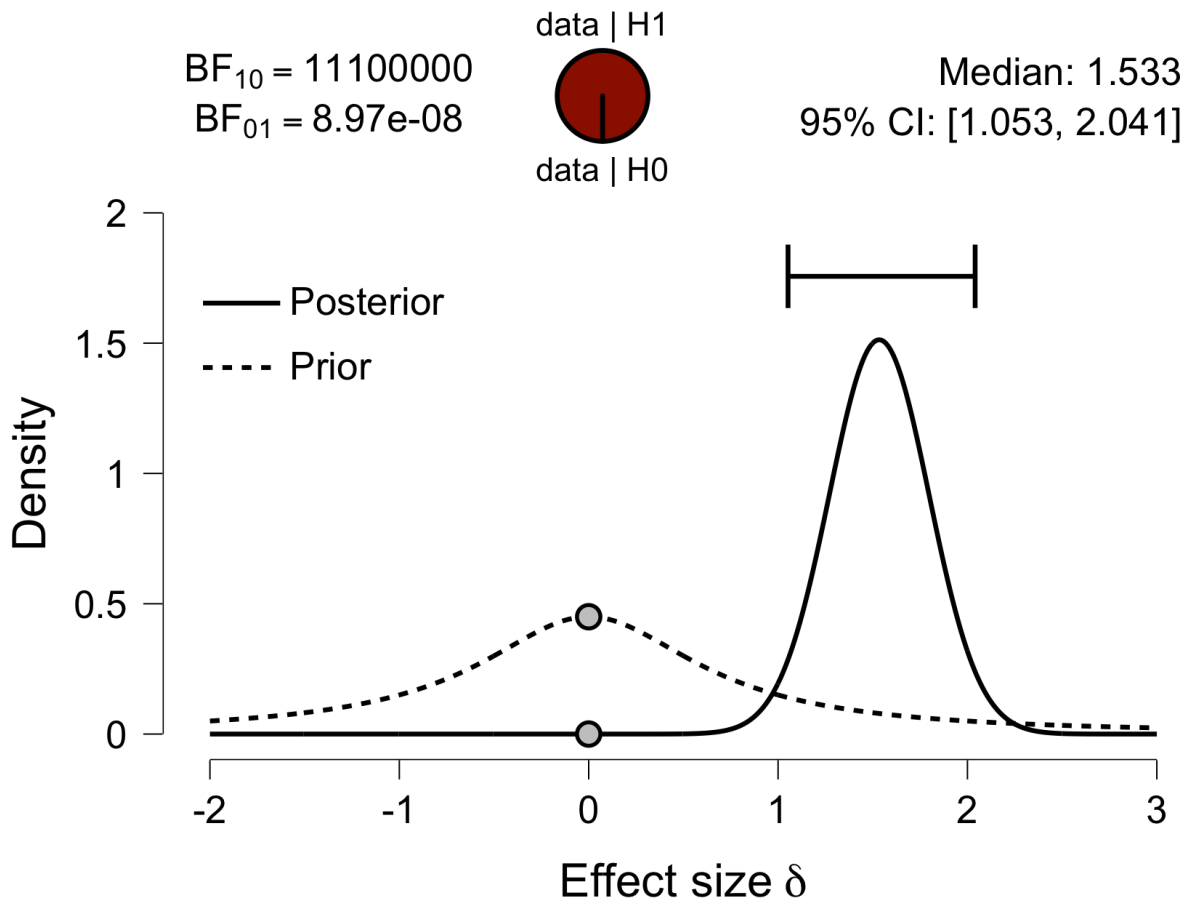 data | H1
BF₁₀ = 11100000
BF₀₁ = 8.97e-08
data | H0
Median: 1.533
95% CI: [1.053, 2.041]
Posterior
Prior
Density
2
1.5
1
0.5
0
-2 -1 0 1 2 3
Effect size δ